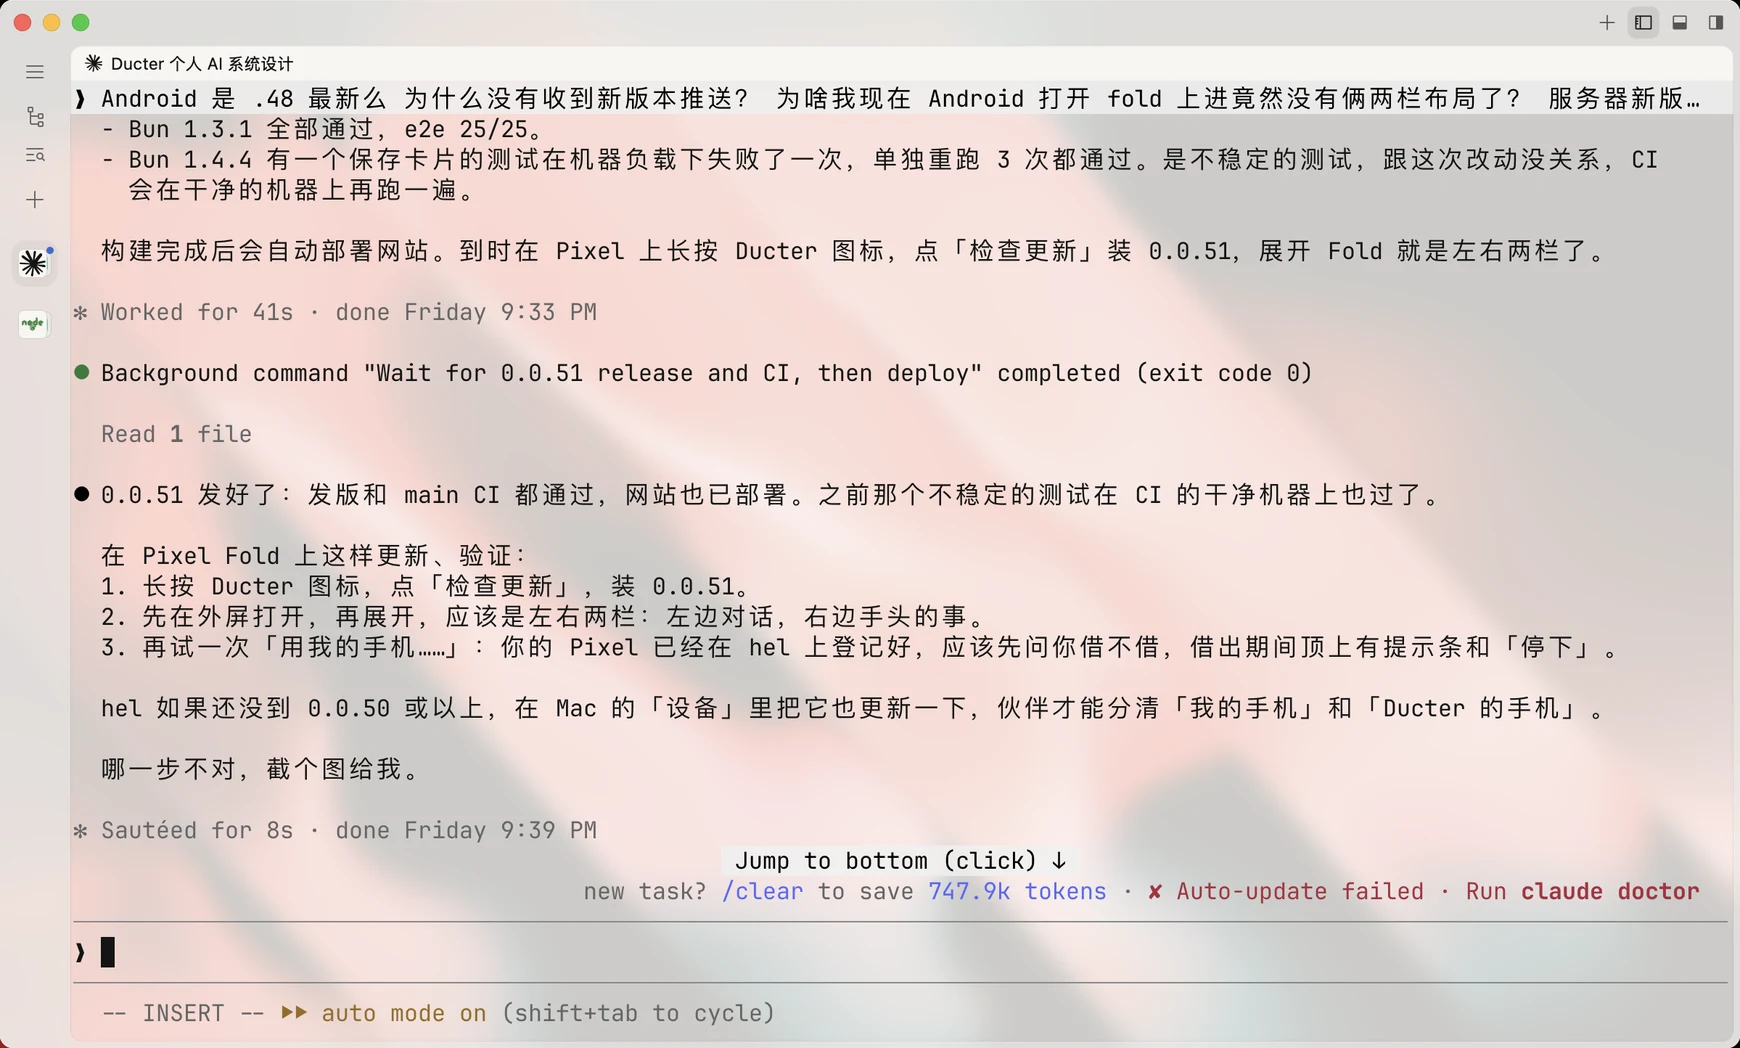 Ducter 个人 AI 系统设计
❯ Android 是 .48 最新么 为什么没有收到新版本推送？ 为啥我现在 Android 打开 fold 上进竟然没有俩两栏布局了？ 服务器新版…
- Bun 1.3.1 全部通过，e2e 25/25。
- Bun 1.4.4 有一个保存卡片的测试在机器负载下失败了一次，单独重跑 3 次都通过。是不稳定的测试，跟这次改动没关系，CI
会在干净的机器上再跑一遍。
构建完成后会自动部署网站。到时在 Pixel 上长按 Ducter 图标，点「检查更新」装 0.0.51，展开 Fold 就是左右两栏了。
✻ Worked for 41s · done Friday 9:33 PM
● Background command "Wait for 0.0.51 release and CI, then deploy" completed (exit code 0)
Read 1 file
● 0.0.51 发好了：发版和 main CI 都通过，网站也已部署。之前那个不稳定的测试在 CI 的干净机器上也过了。
在 Pixel Fold 上这样更新、验证：
1. 长按 Ducter 图标，点「检查更新」，装 0.0.51。
2. 先在外屏打开，再展开，应该是左右两栏：左边对话，右边手头的事。
3. 再试一次「用我的手机……」：你的 Pixel 已经在 hel 上登记好，应该先问你借不借，借出期间顶上有提示条和「停下」。
hel 如果还没到 0.0.50 或以上，在 Mac 的「设备」里把它也更新一下，伙伴才能分清「我的手机」和「Ducter 的手机」。
哪一步不对，截个图给我。
✻ Sautéed for 8s · done Friday 9:39 PM
Jump to bottom (click) ↓
new task? /clear to save 747.9k tokens · ✘ Auto-update failed · Run claude doctor
❯
-- INSERT -- ⏵⏵ auto mode on (shift+tab to cycle)
node